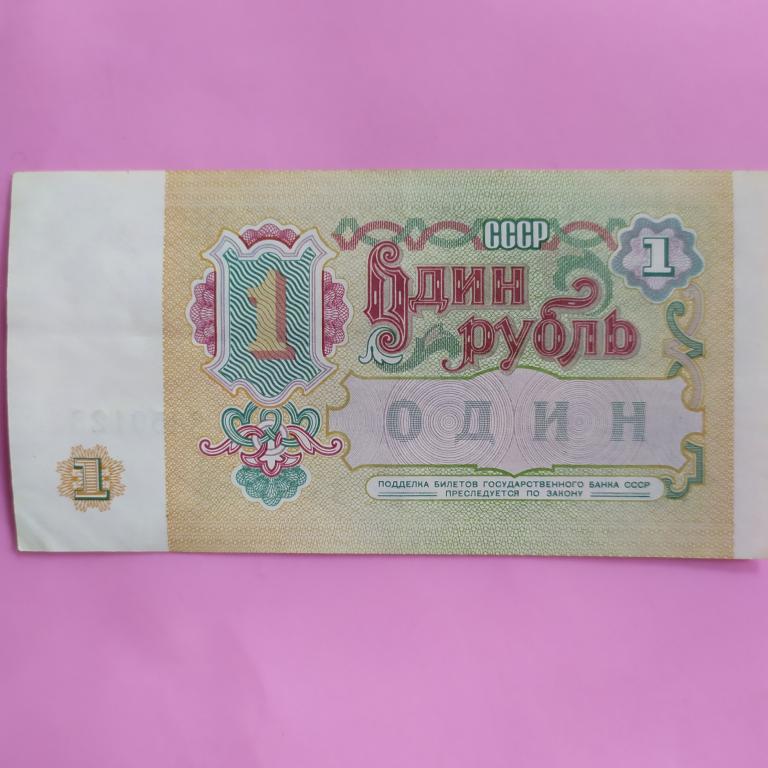 СССР
1
1
Один
рубль
ОДИН
1
ПОДДЕЛКА БИЛЕТОВ ГОСУДАРСТВЕННОГО БАНКА СССР
ПРЕСЛЕДУЕТСЯ ПО ЗАКОНУ